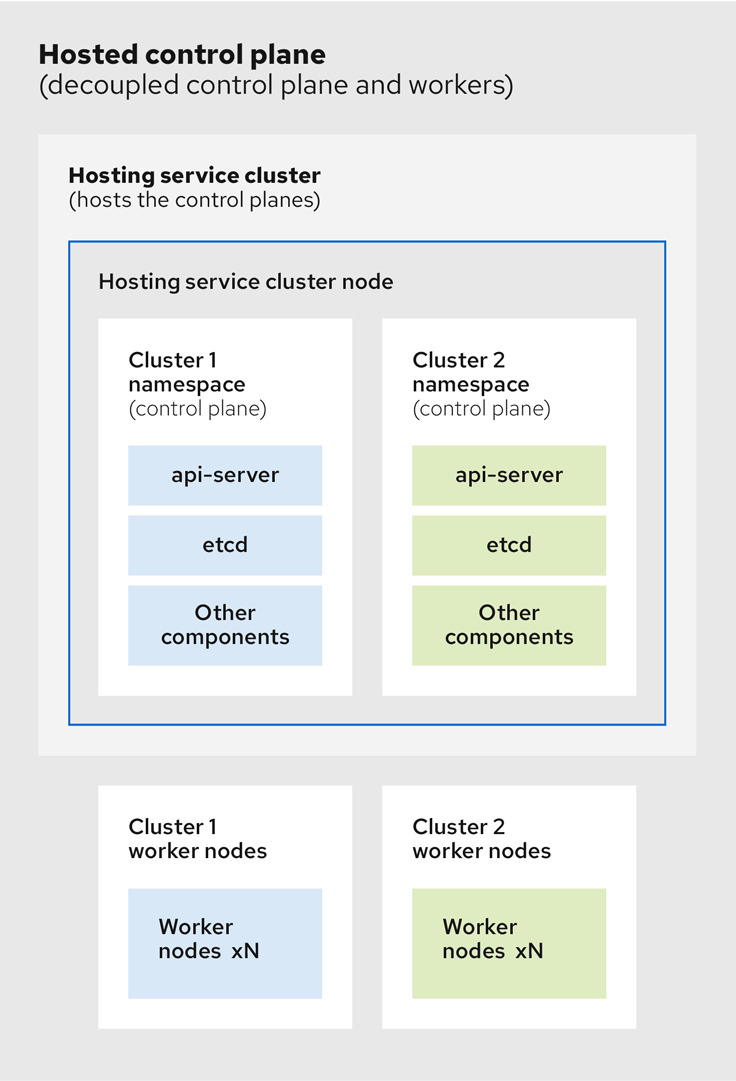 Hosted control plane
(decoupled control plane and workers)
Hosting service cluster
(hosts the control planes)
Hosting service cluster node
Cluster 1
namespace
(control plane)
api-server
etcd
Other
components
Cluster 2
namespace
(control plane)
api-server
etcd
Other
components
Cluster 1
worker nodes
Worker
nodes xN
Cluster 2
worker nodes
Worker
nodes xN